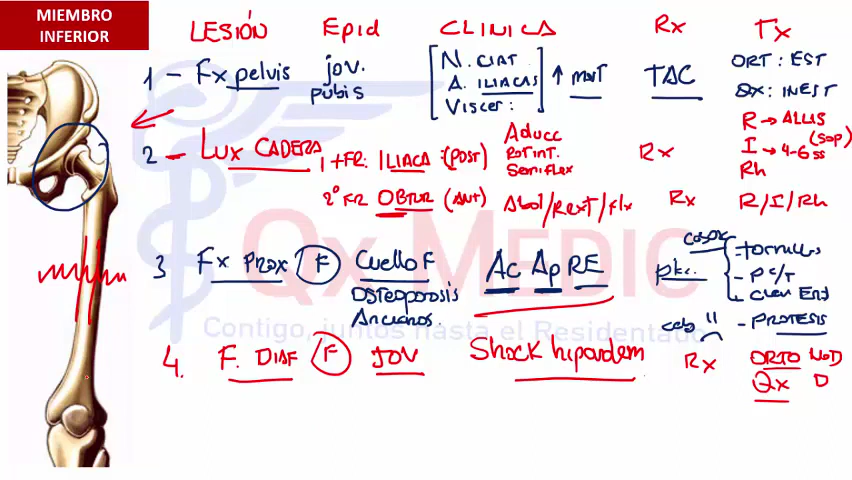 MIEMBRO
INFERIOR
LESIÓN Epid CLINICA Rx Tx
1 - Fx pelvis jov. pubis N. CIAT A. ILIACAS Viscer: ↑ mort TAC ORT: EST
QX: INEST
2 - Lux CADERA 1 + FR: ILIACA (POST) Aducc Rot int. Semiflex Rx R → ALLIS
I → 4-6 ss (sop)
Rh
2° FR OBTUR (ANT) Abd/Rext/flx Rx R/I/Rh
3 Fx Prox F Cuello F Ac Ap RE
Osteoporosis
Ancianos.
- P c/T
- Clav End
- PROTESIS
Qx MEDIC
Contigo, juntos hasta el Residentado
4. F. DIAF F JOV Shock hipovolem Rx ORTO No D
Qx D